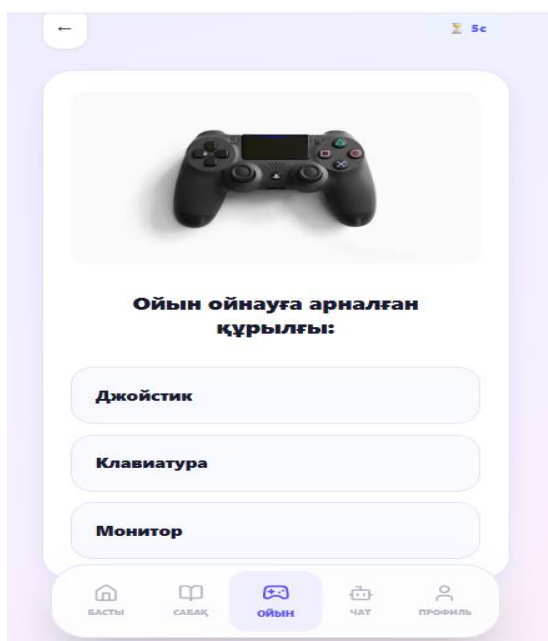 ← ⏳ 5с
Ойын ойнауға арналған
құрылғы:
Джойстик
Клавиатура
Монитор
БАСТЫ САБАҚ ОЙЫН ЧАТ ПРОФИЛЬ